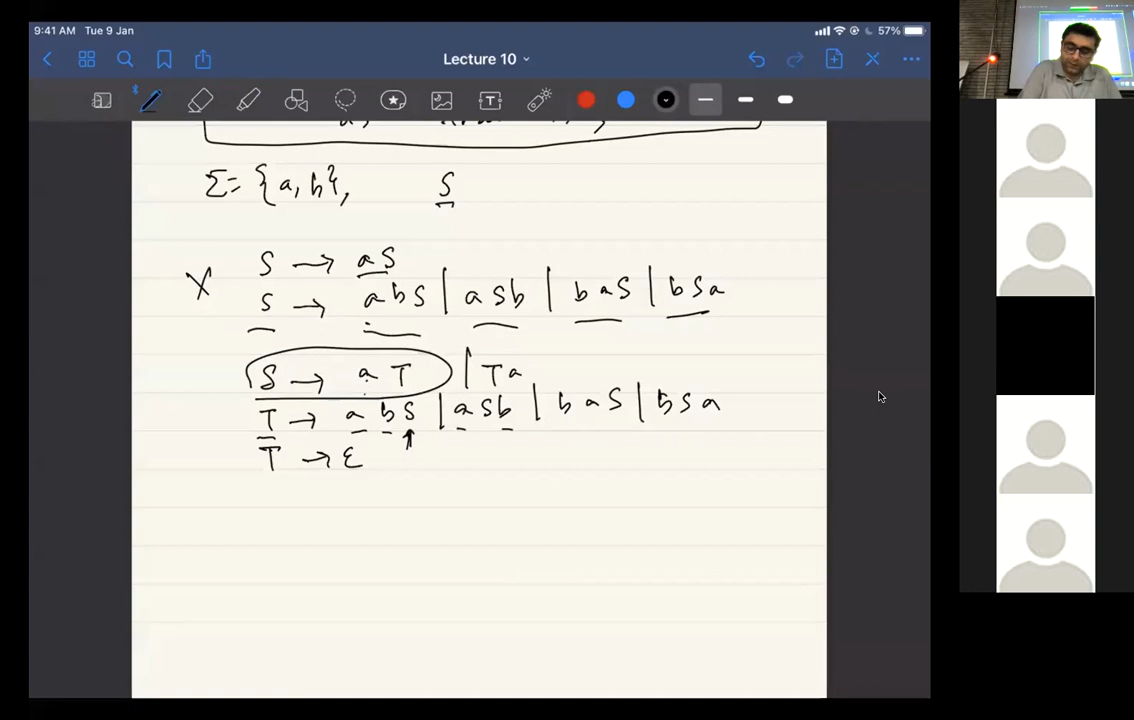 9:41 AM Tue 9 Jan
57%
Lecture 10
Σ = {a, b},    S
X
S → aS
S → abS | aSb | baS | bSa
S → aT | Ta
T → abS | aSb | baS | bSa
T → ε